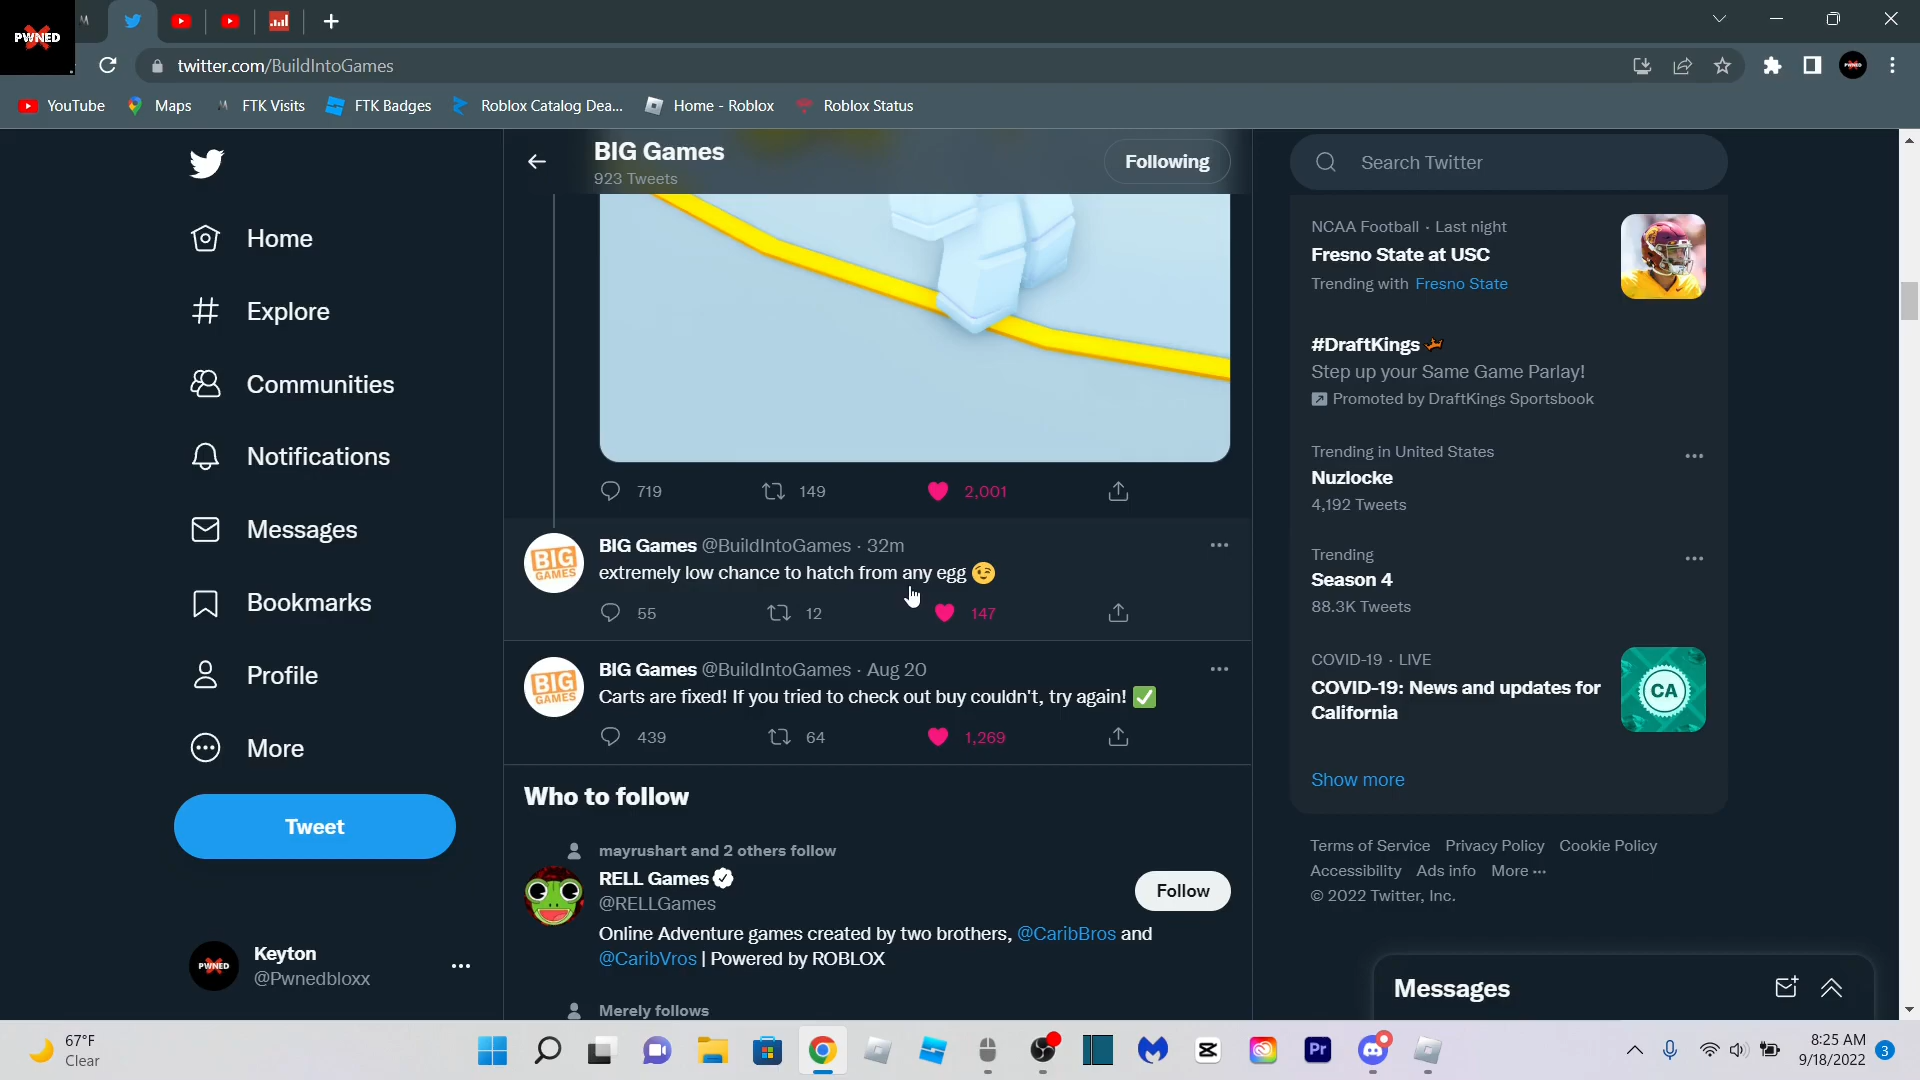 PWNED
twitter.com/BuildIntoGames
YouTube
Maps
FTK Visits
FTK Badges
Roblox Catalog Dea...
Home - Roblox
Roblox Status
BIG Games
923 Tweets
Following
Search Twitter
Home
Explore
Communities
Notifications
Messages
Bookmarks
Profile
More
Tweet
Keyton
@Pwnedbloxx
PWNED
719 149 2,001
BIG GAMES
BIG Games @BuildIntoGames · 32m
extremely low chance to hatch from any egg 😉
55 12 147
BIG GAMES
BIG Games @BuildIntoGames · Aug 20
Carts are fixed! If you tried to check out buy couldn't, try again! ✅
439 64 1,269
Who to follow
mayrushart and 2 others follow
RELL Games
@RELLGames
Follow
Online Adventure games created by two brothers, @CaribBros and
@CaribVros | Powered by ROBLOX
Merely follows
NCAA Football · Last night
Fresno State at USC
Trending with Fresno State
#DraftKings
Step up your Same Game Parlay!
Promoted by DraftKings Sportsbook
Trending in United States
Nuzlocke
4,192 Tweets
Trending
Season 4
88.3K Tweets
COVID-19 · LIVE
COVID-19: News and updates for
California
CA
Show more
Terms of Service Privacy Policy Cookie Policy
Accessibility Ads info More ···
© 2022 Twitter, Inc.
Messages
67°F
Clear
Pr
8:25 AM
9/18/2022
3